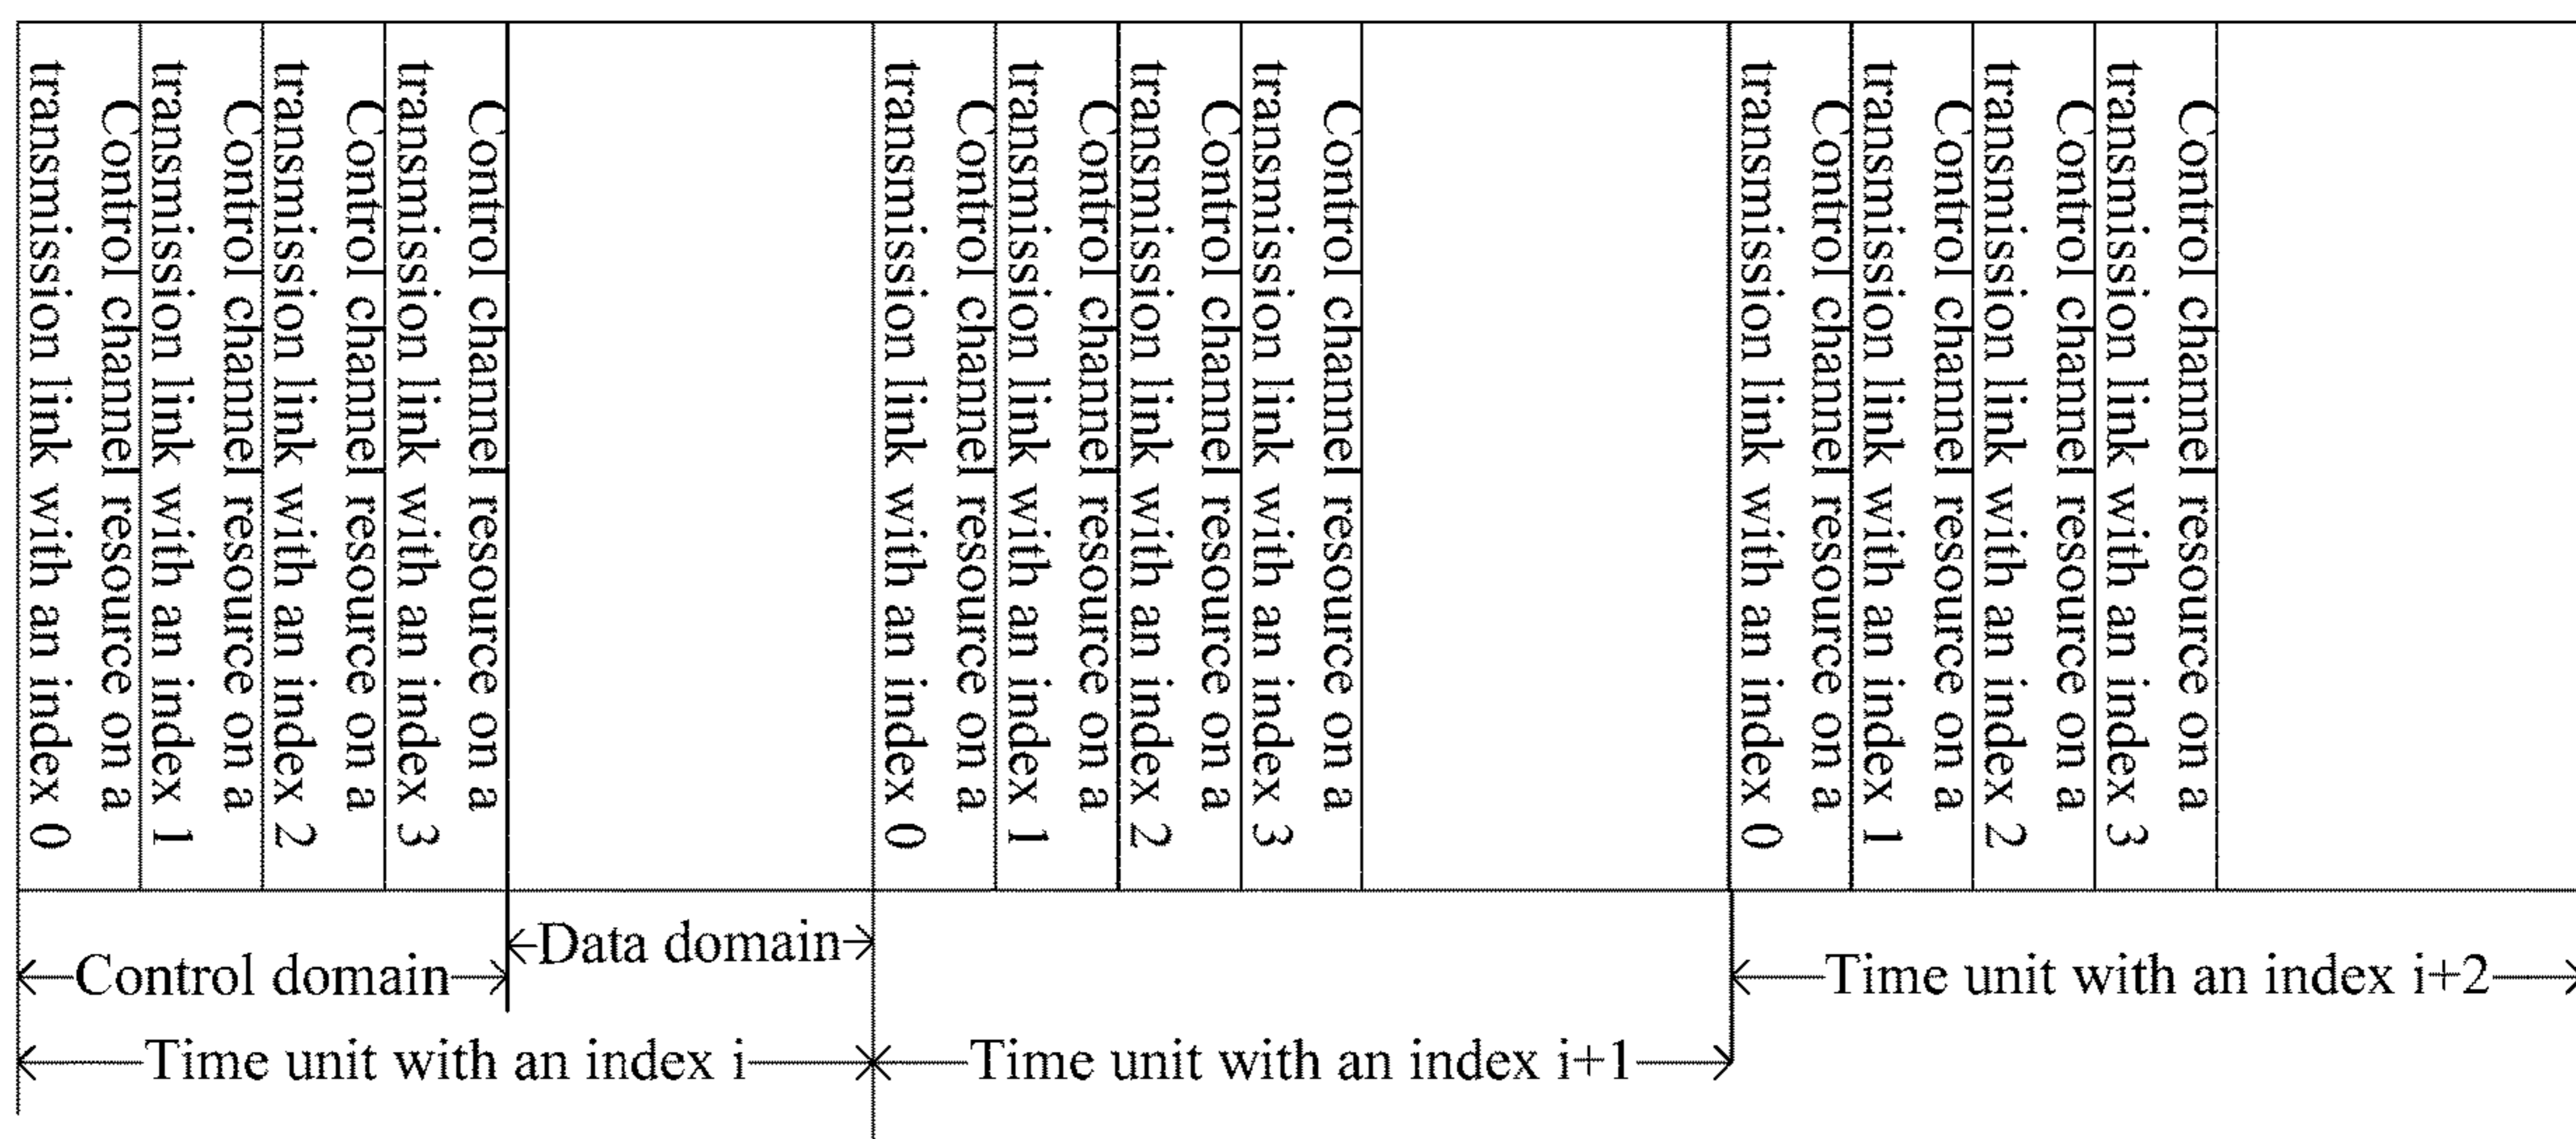 Control channel resource on a
transmission link with an index 0
Control channel resource on a
transmission link with an index 1
Control channel resource on a
transmission link with an index 2
Control channel resource on a
transmission link with an index 3
Control channel resource on a
transmission link with an index 0
Control channel resource on a
transmission link with an index 1
Control channel resource on a
transmission link with an index 2
Control channel resource on a
transmission link with an index 3
Control channel resource on a
transmission link with an index 0
Control channel resource on a
transmission link with an index 1
Control channel resource on a
transmission link with an index 2
Control channel resource on a
transmission link with an index 3
Data domain
Control domain
Time unit with an index i+2
Time unit with an index i
Time unit with an index i+1